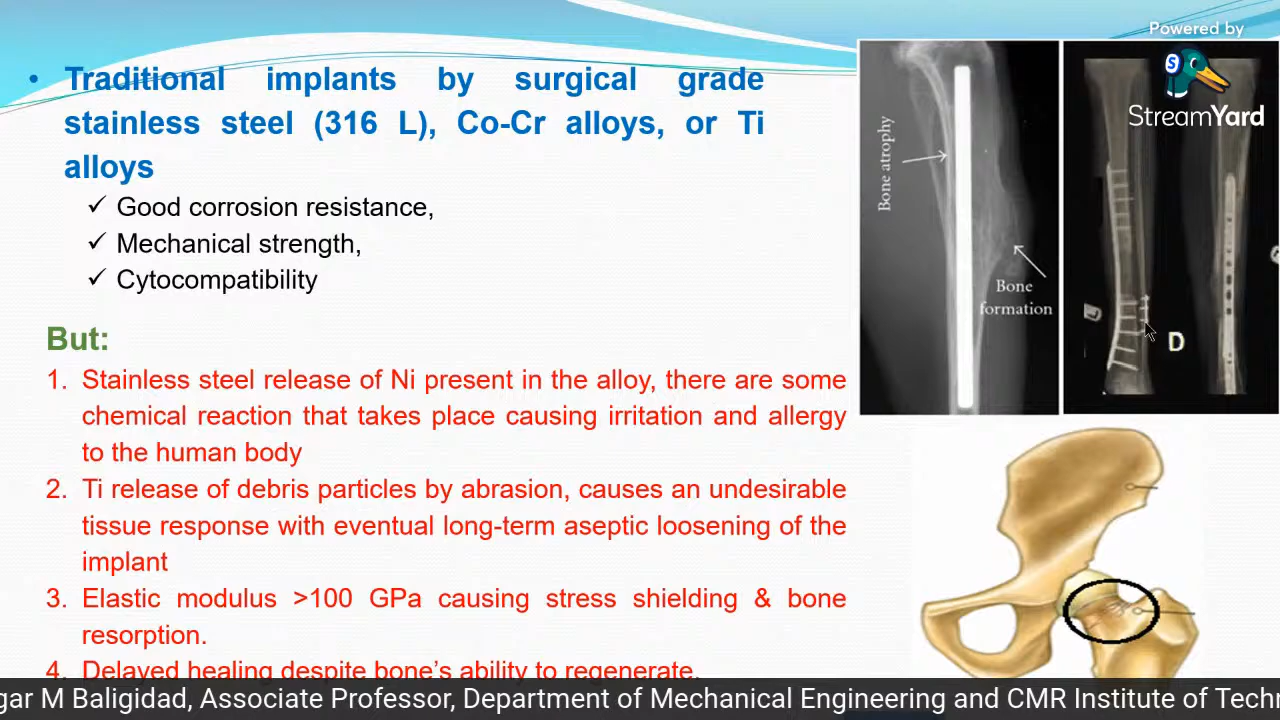 Powered by
StreamYard
• Traditional implants by surgical grade
stainless steel (316 L), Co-Cr alloys, or Ti
alloys
✓ Good corrosion resistance,
✓ Mechanical strength,
✓ Cytocompatibility
But:
1. Stainless steel release of Ni present in the alloy, there are some
chemical reaction that takes place causing irritation and allergy
to the human body
2. Ti release of debris particles by abrasion, causes an undesirable
tissue response with eventual long-term aseptic loosening of the
implant
3. Elastic modulus >100 GPa causing stress shielding & bone
resorption.
4. Delayed healing despite bone's ability to regenerate.
Bone atrophy
Bone
formation
D
gar M Baligidad, Associate Professor, Department of Mechanical Engineering and CMR Institute of Techn